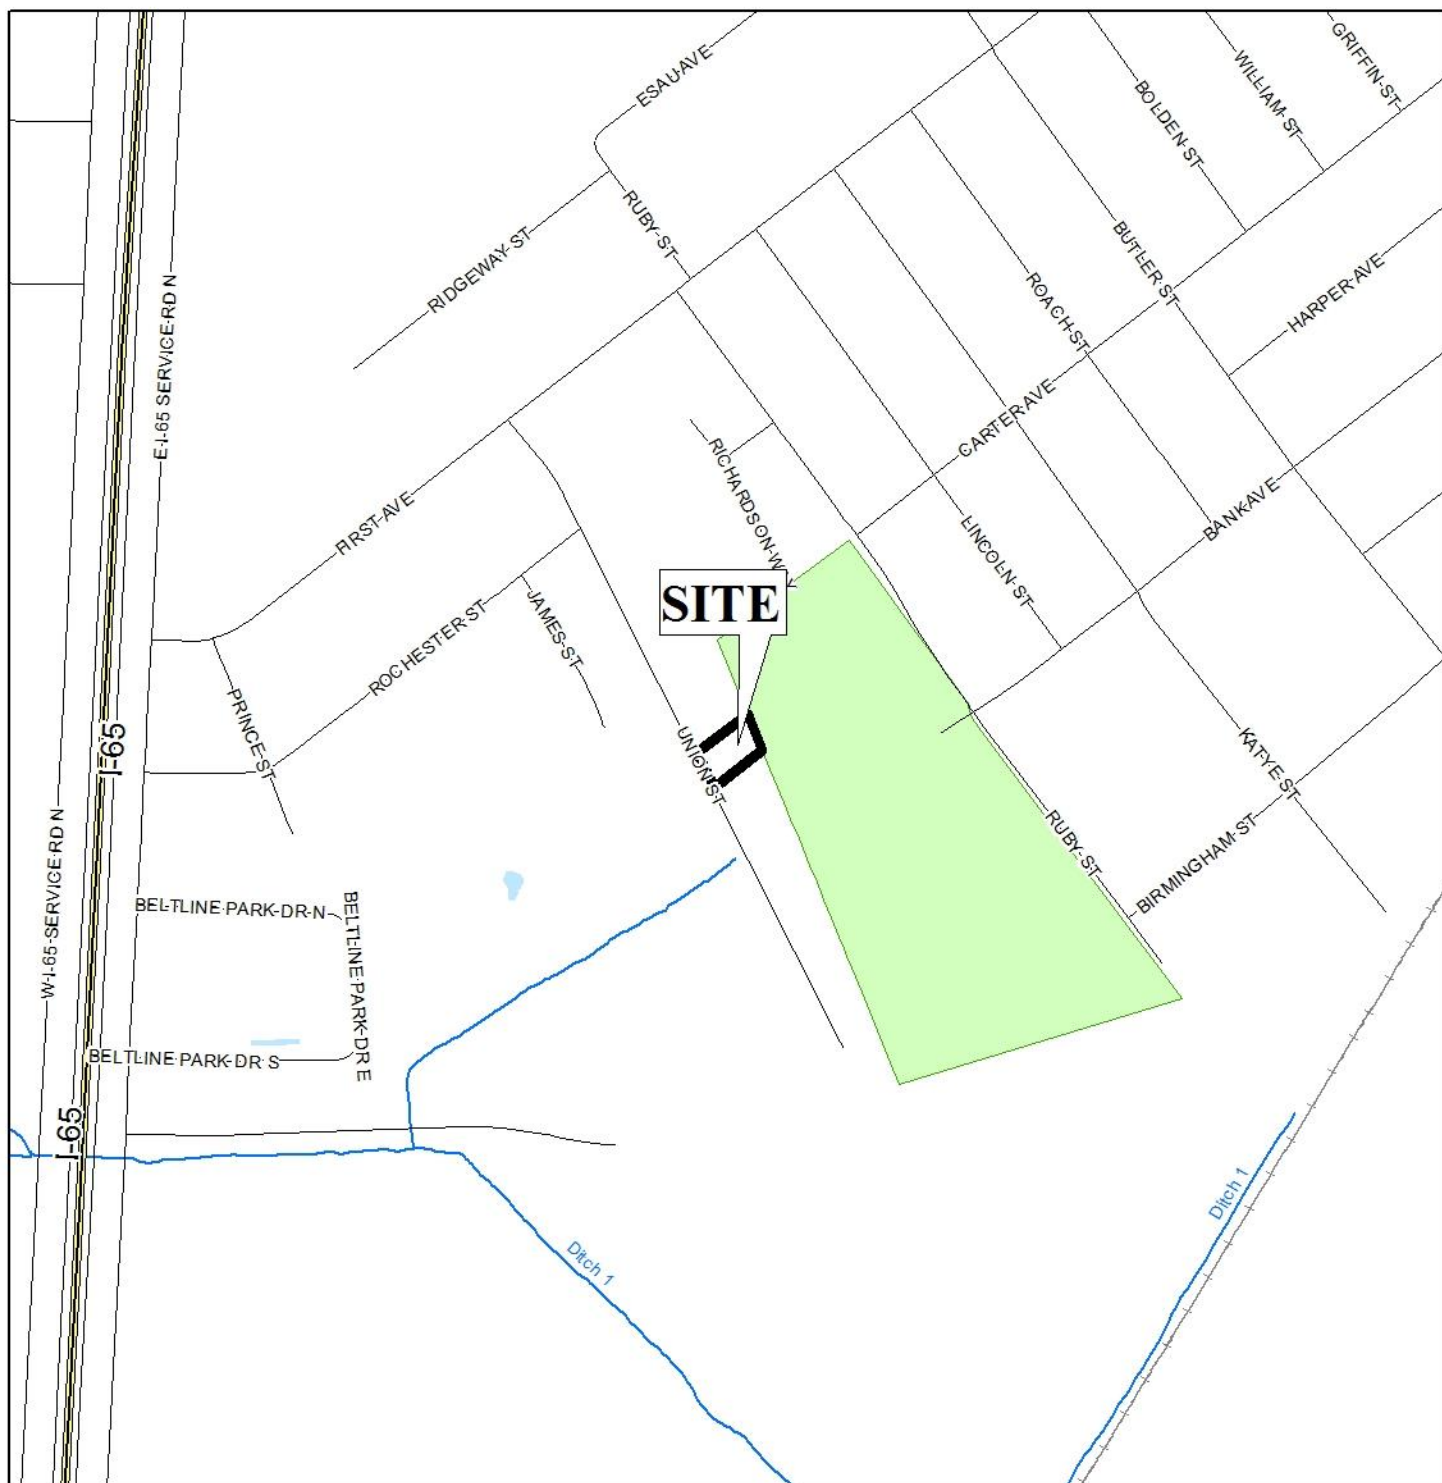 GRIFFIN ST
ESAU AVE
WILLIAM ST
BOLDEN ST
RUBY ST
RIDGEWAY ST
BUTLER ST
HARPER AVE
ROACH ST
E I-65 SERVICE RD N
CARTER AVE
RICHARDSON
FIRST AVE
BANK AVE
LINCOLN ST
SITE
JAMES ST
ROCHESTER ST
PRINCE ST
I-65
UNION ST
KATYE ST
W I-65 SERVICE RD N
RUBY ST
BIRMINGHAM ST
BELTLINE PARK DR N
BELTLINE PARK DR E
BELTLINE PARK DR S
I-65
Ditch 1
Ditch 1